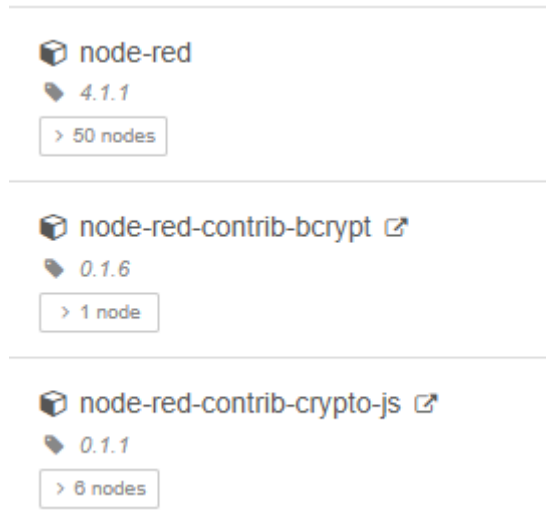 node-red
4.1.1
> 50 nodes
node-red-contrib-bcrypt
0.1.6
> 1 node
node-red-contrib-crypto-js
0.1.1
> 6 nodes